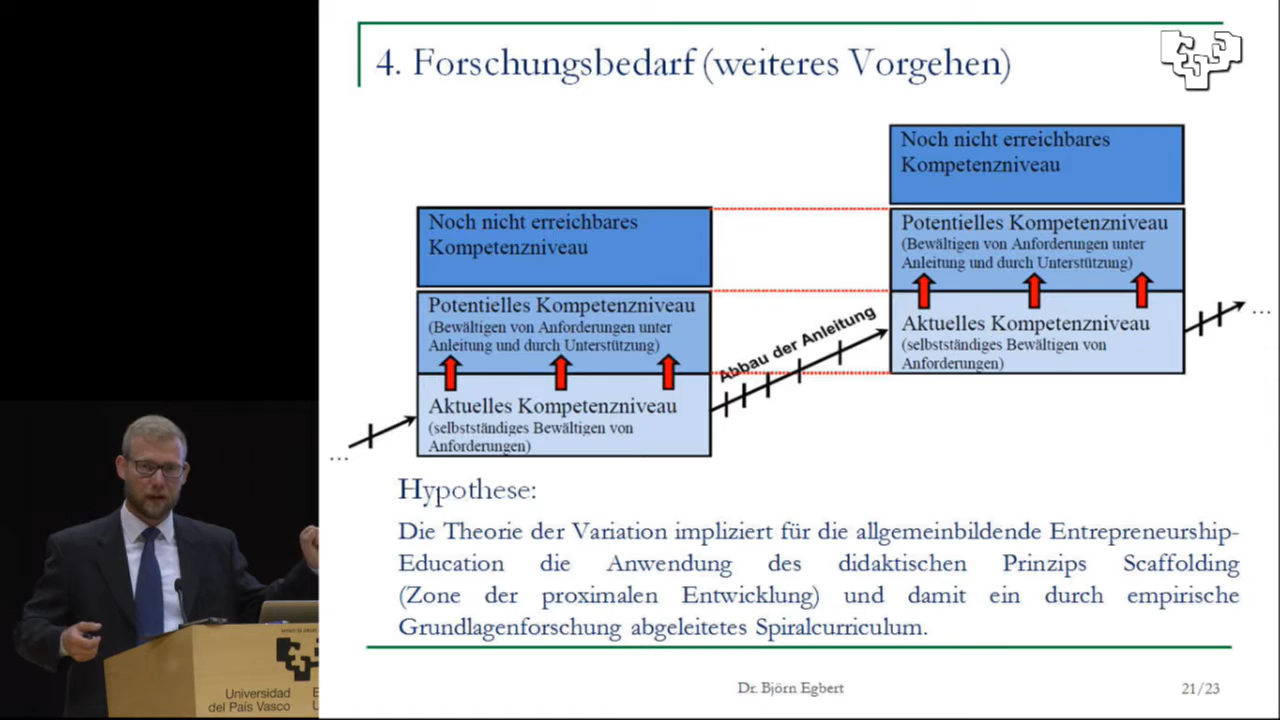 4. Forschungsbedarf (weiteres Vorgehen)
Noch nicht erreichbares
Kompetenzniveau
Potentielles Kompetenzniveau
(Bewältigen von Anforderungen unter
Anleitung und durch Unterstützung)
Aktuelles Kompetenzniveau
(selbstständiges Bewältigen von
Anforderungen)
...
Abbau der Anleitung
Noch nicht erreichbares
Kompetenzniveau
Potentielles Kompetenzniveau
(Bewältigen von Anforderungen unter
Anleitung und durch Unterstützung)
Aktuelles Kompetenzniveau
(selbstständiges Bewältigen von
Anforderungen)
...
Hypothese:
Die Theorie der Variation impliziert für die allgemeinbildende Entrepreneurship-
Education die Anwendung des didaktischen Prinzips Scaffolding
(Zone der proximalen Entwicklung) und damit ein durch empirische
Grundlagenforschung abgeleitetes Spiralcurriculum.
Dr. Björn Egbert
21/23
Universidad
del País Vasco